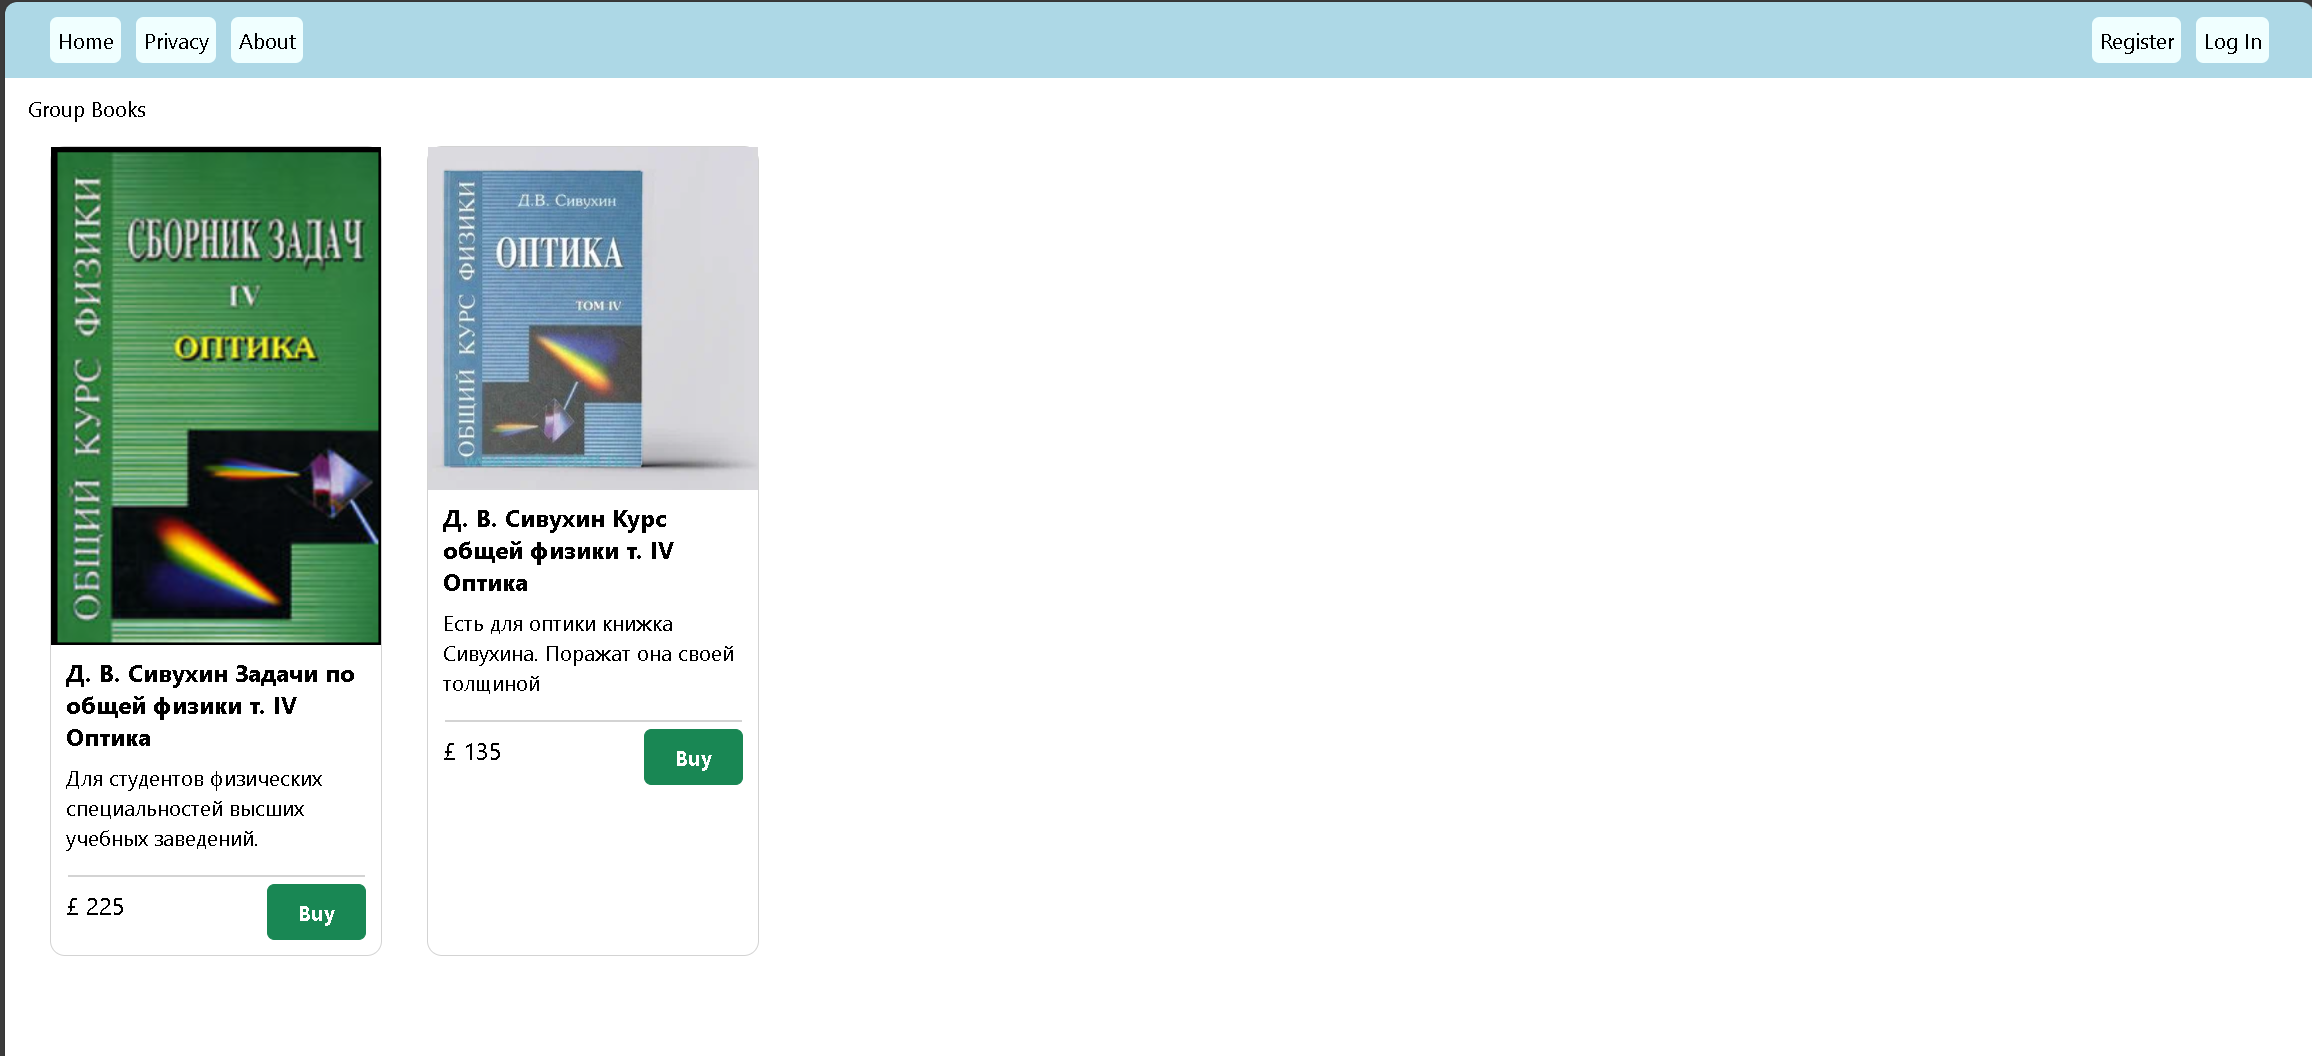 Home Privacy About Register Log In
Group Books
ОБЩИЙ КУРС ФИЗИКИ
СБОРНИК ЗАДАЧ
IV
ОПТИКА
Д. В. Сивухин Задачи по
общей физики т. IV
Оптика
Для студентов физических
специальностей высших
учебных заведений.
£ 225 Buy
ОБЩИЙ КУРС ФИЗИКИ
Д.В. Сивухин
ОПТИКА
ТОМ IV
Д. В. Сивухин Курс
общей физики т. IV
Оптика
Есть для оптики книжка
Сивухина. Поражат она своей
толщиной
£ 135 Buy